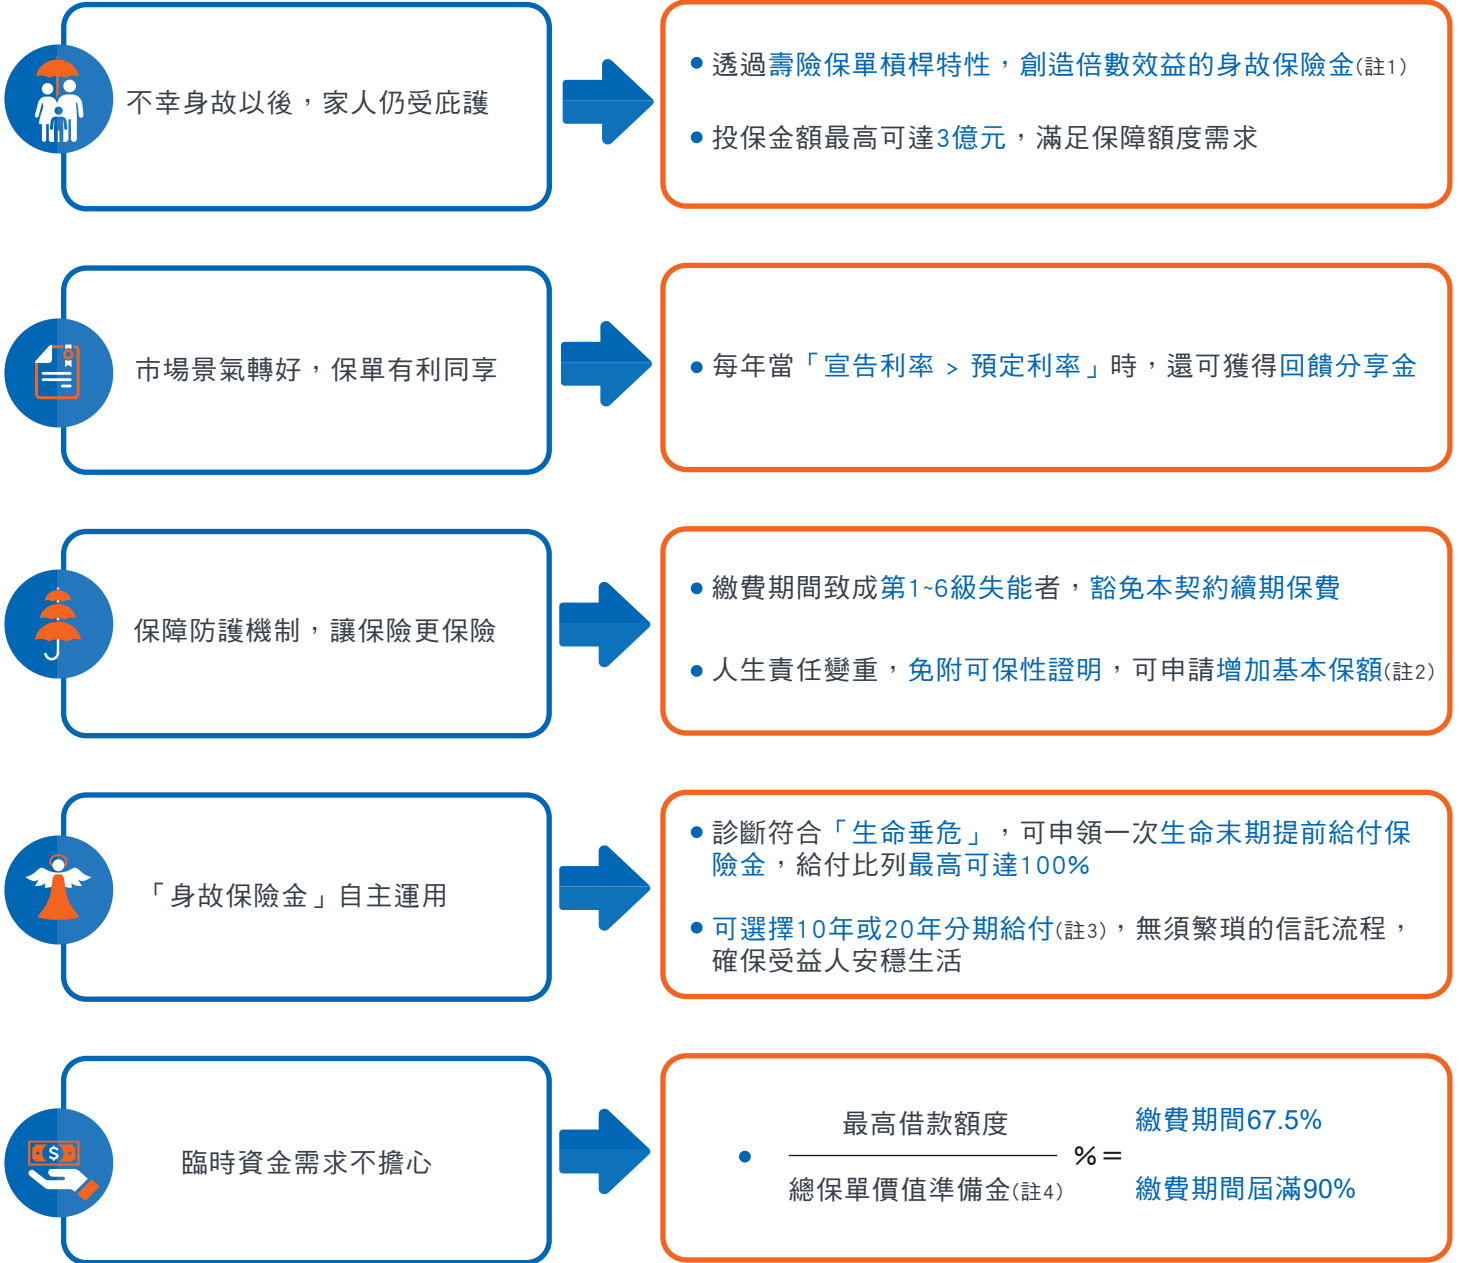 不幸身故以後，家人仍受庇護
透過壽險保單槓桿特性，創造倍數效益的身故保險金(註1)
投保金額最高可達3億元，滿足保障額度需求
市場景氣轉好，保單有利同享
每年當「宣告利率 > 預定利率」時，還可獲得回饋分享金
保障防護機制，讓保險更保險
繳費期間致成第1~6級失能者，豁免本契約續期保費
人生責任變重，免附可保性證明，可申請增加基本保額(註2)
「身故保險金」自主運用
診斷符合「生命垂危」，可申領一次生命末期提前給付保
險金，給付比列最高可達100%
可選擇10年或20年分期給付(註3)，無須繁瑣的信託流程，
確保受益人安穩生活
臨時資金需求不擔心
$
最高借款額度
總保單價值準備金(註4)
%＝
繳費期間67.5%
繳費期間屆滿90%